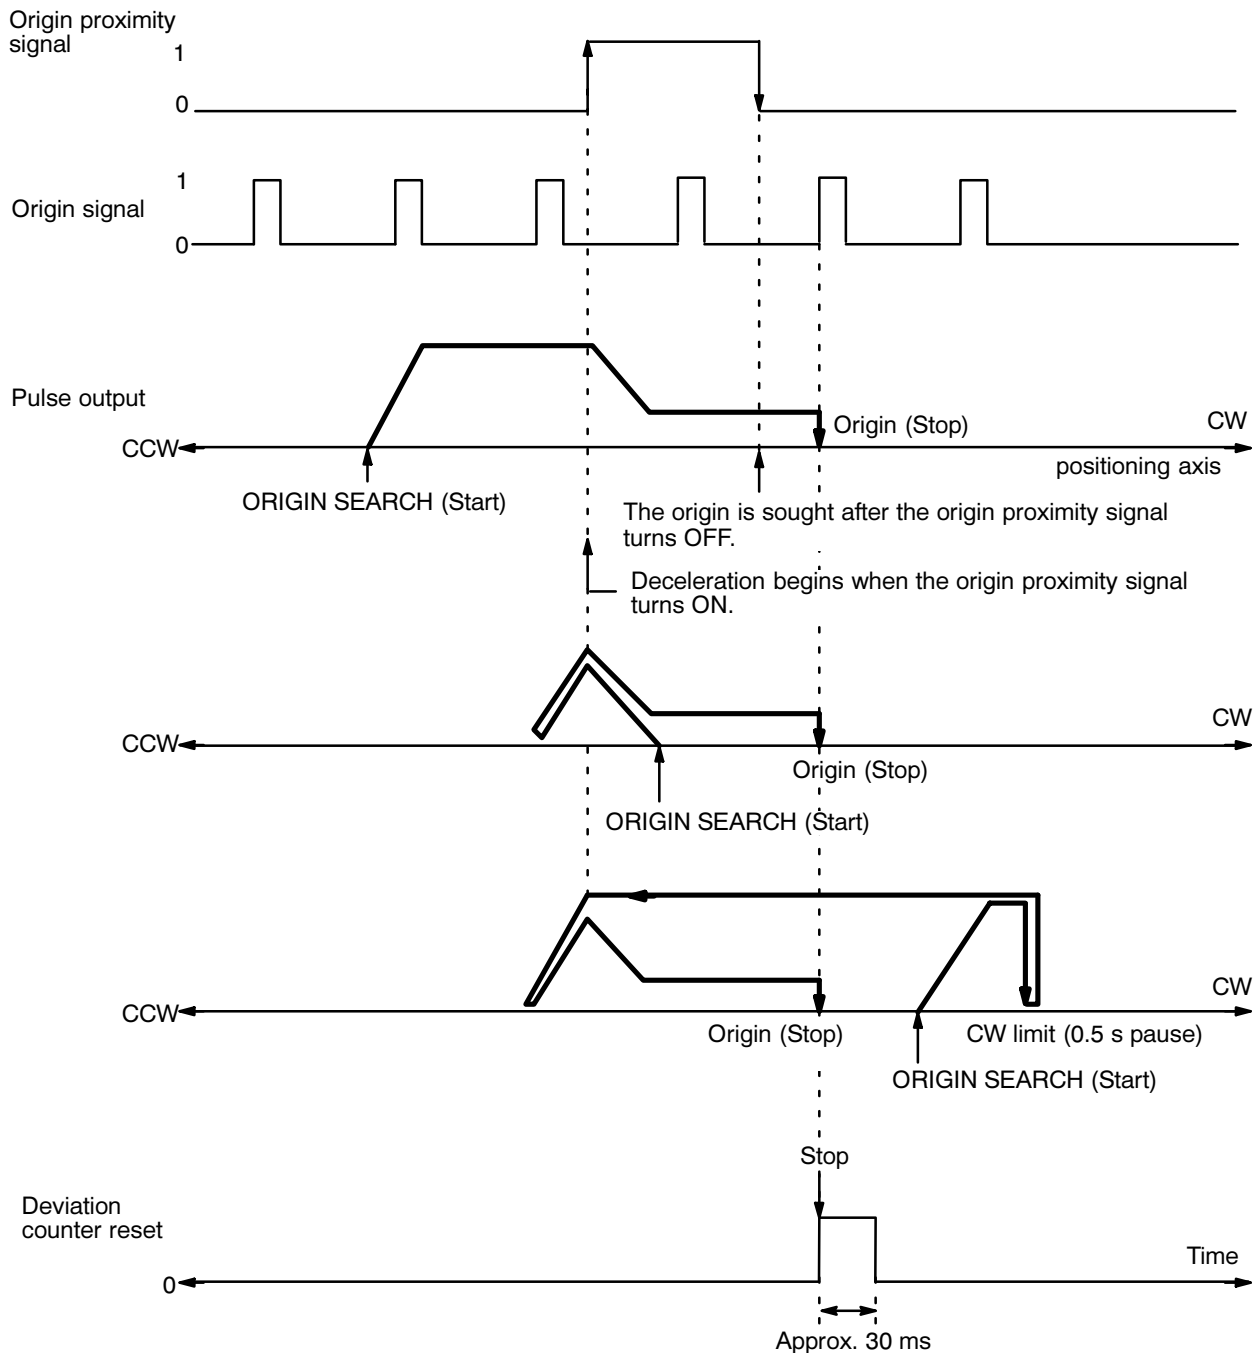 Origin proximity
signal
1
0
Origin signal
1
0
Pulse output
Origin (Stop)
CW
CCW
positioning axis
ORIGIN SEARCH (Start)
The origin is sought after the origin proximity signal
turns OFF.
Deceleration begins when the origin proximity signal
turns ON.
CW
CCW
Origin (Stop)
ORIGIN SEARCH (Start)
CW
CCW
Origin (Stop)
CW limit (0.5 s pause)
ORIGIN SEARCH (Start)
Stop
Deviation
counter reset
Time
0
Approx. 30 ms